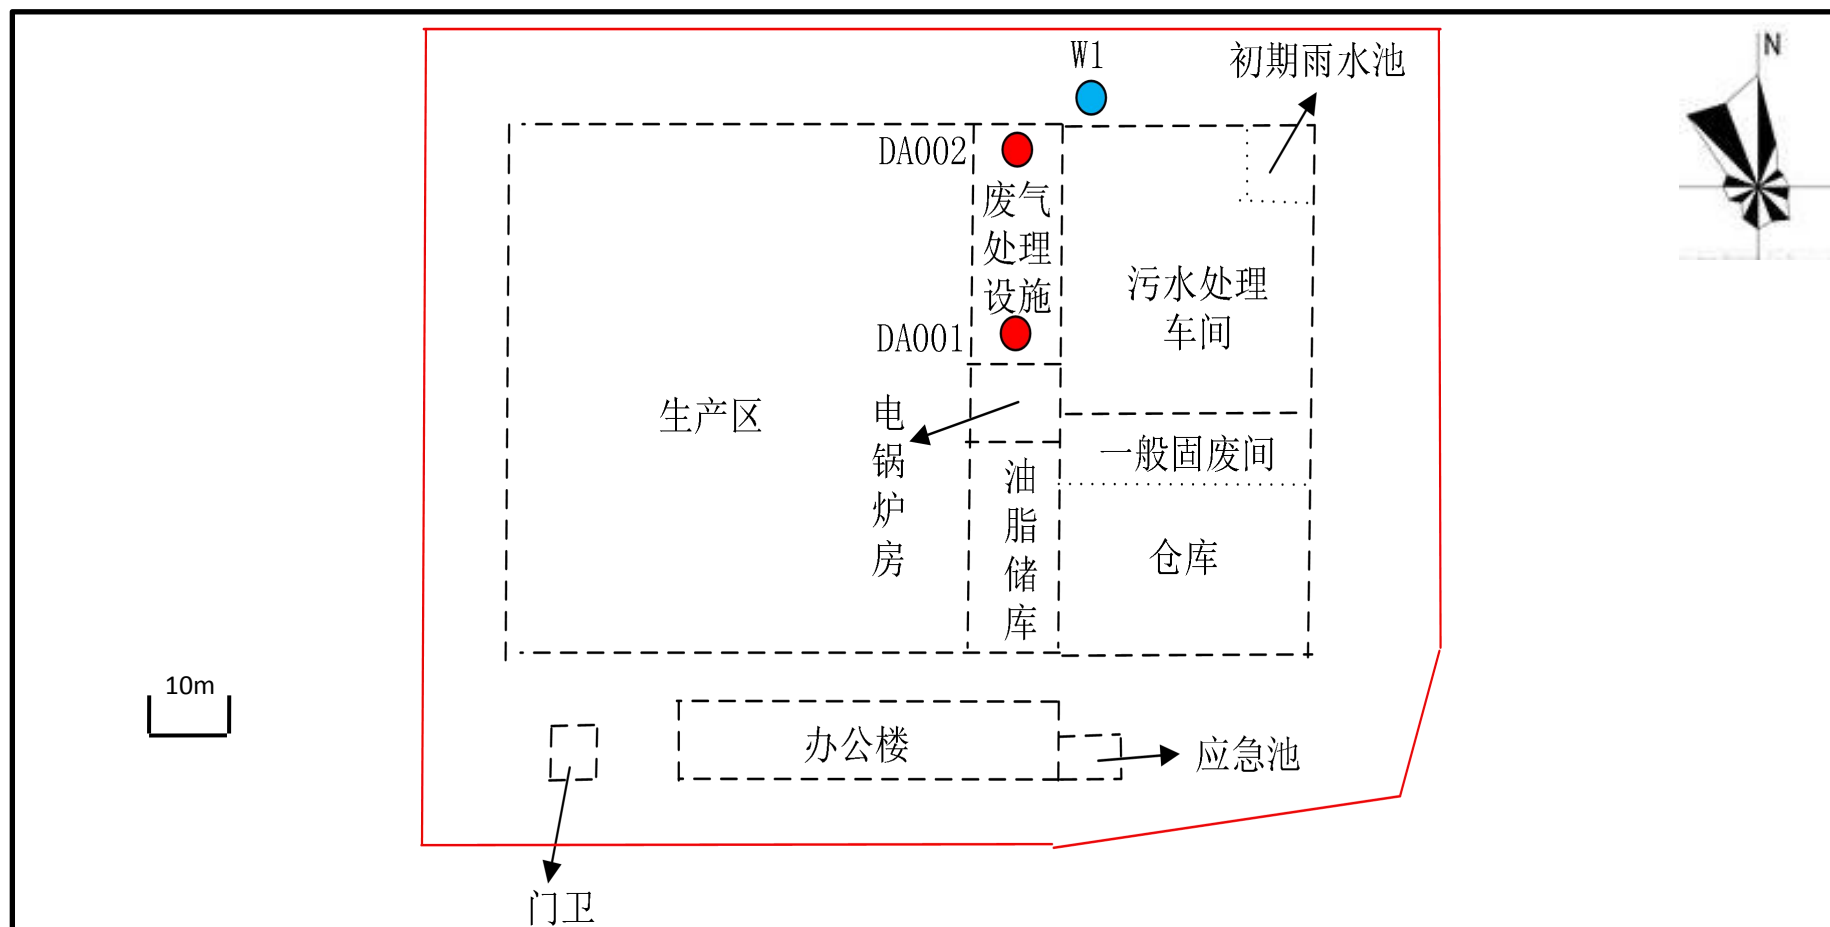 W1
初期雨水池
N
DA002
废气
处理
设施
污水处理
车间
DA001
生产区
电
锅
炉
房
一般固废间
油
脂
储
库
仓库
10m
办公楼
应急池
门卫